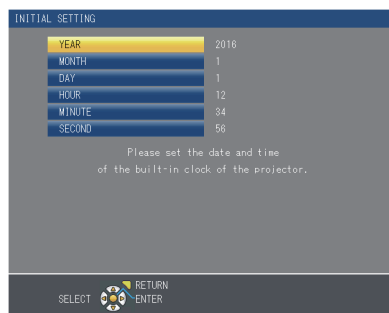 INITIAL SETTING
YEAR 2016
MONTH 1
DAY 1
HOUR 12
MINUTE 34
SECOND 56
Please set the date and time
of the built-in clock of the projector.
RETURN
SELECT ENTER